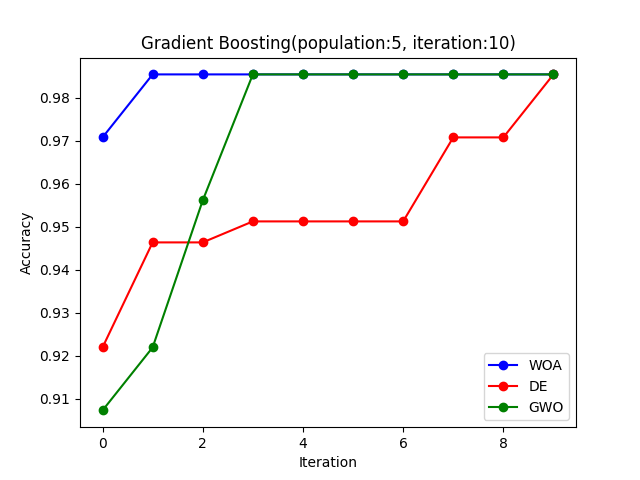 Gradient Boosting(population:5, iteration:10)
Accuracy
0.98
0.97
0.96
0.95
0.94
0.93
0.92
0.91
0 2 4 6 8
Iteration
WOA
DE
GWO